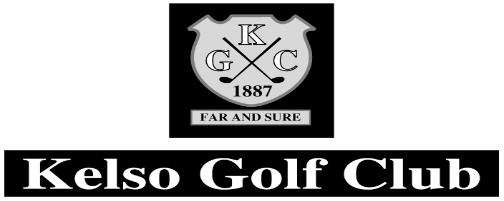 K
G C
1887
FAR AND SURE
Kelso Golf Club